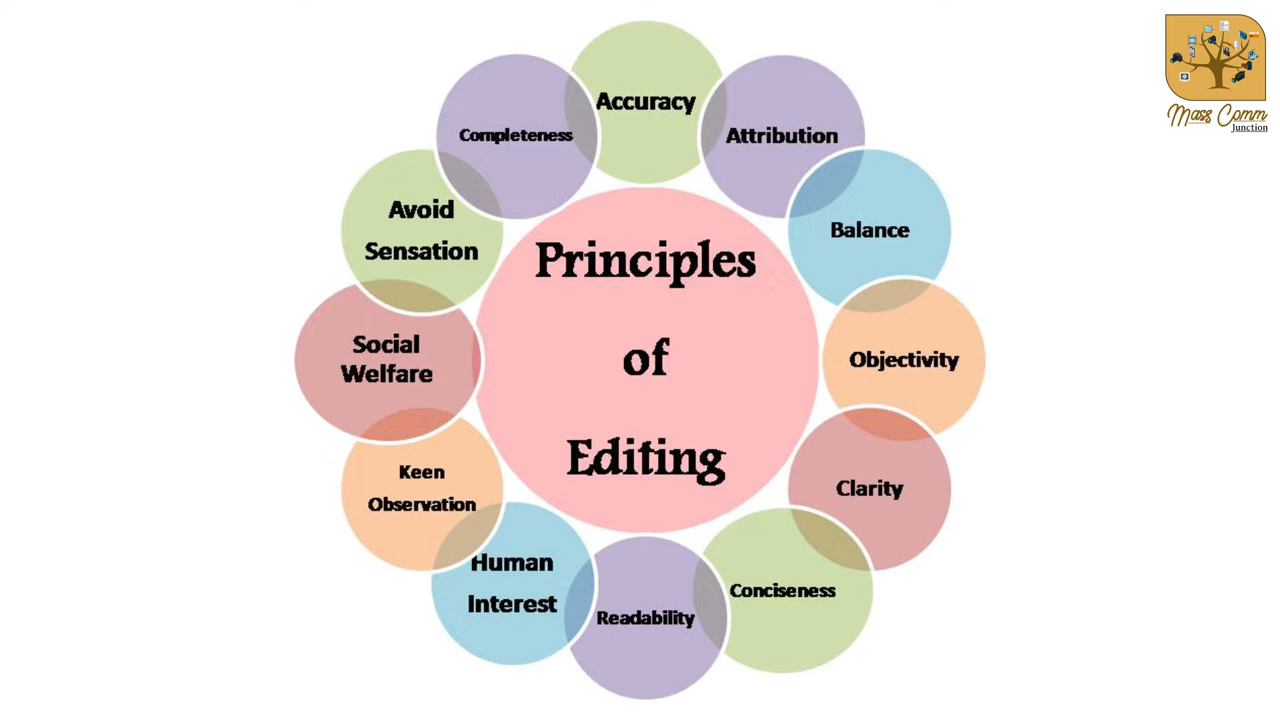 Principles
of
Editing
Accuracy
Attribution
Balance
Objectivity
Clarity
Conciseness
Readability
Human
Interest
Keen
Observation
Social
Welfare
Avoid
Sensation
Completeness
Mass Comm
Junction